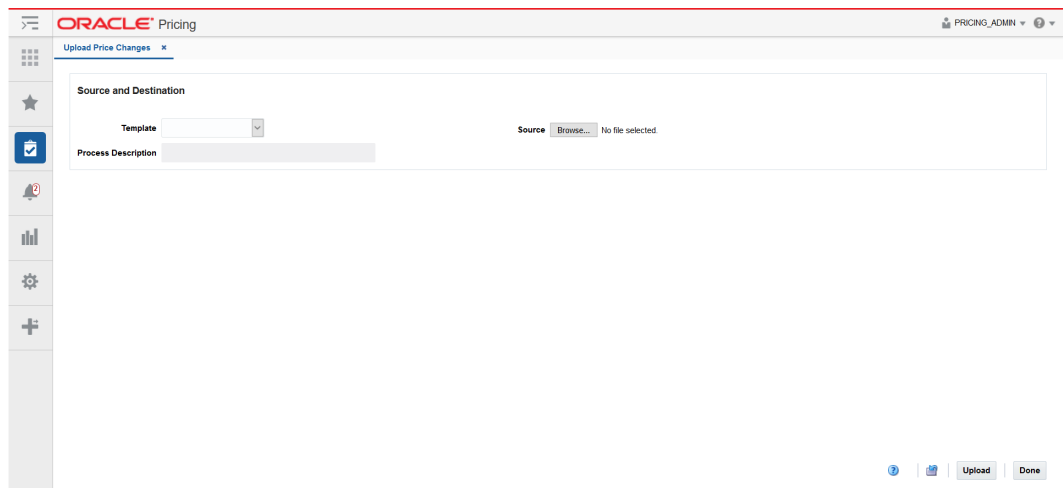 ORACLE® Pricing
PRICING_ADMIN
?
Upload Price Changes ×
Source and Destination
Template
Source Browse... No file selected.
Process Description
2
? Upload Done